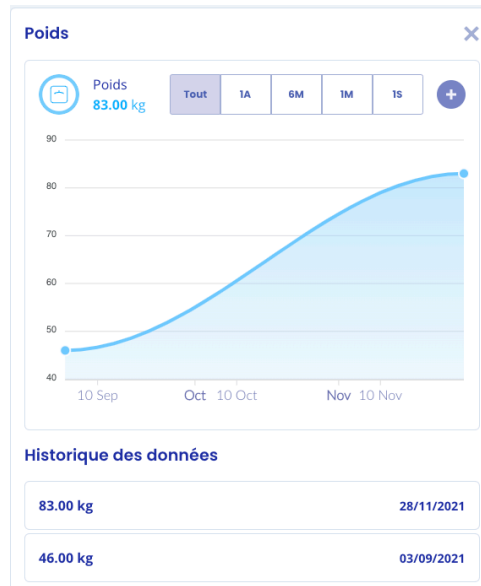 Poids
Poids
83.00 kg
Tout 1A 6M 1M 1S
90
80
70
60
50
40
10 Sep Oct 10 Oct Nov 10 Nov
Historique des données
83.00 kg 28/11/2021
46.00 kg 03/09/2021